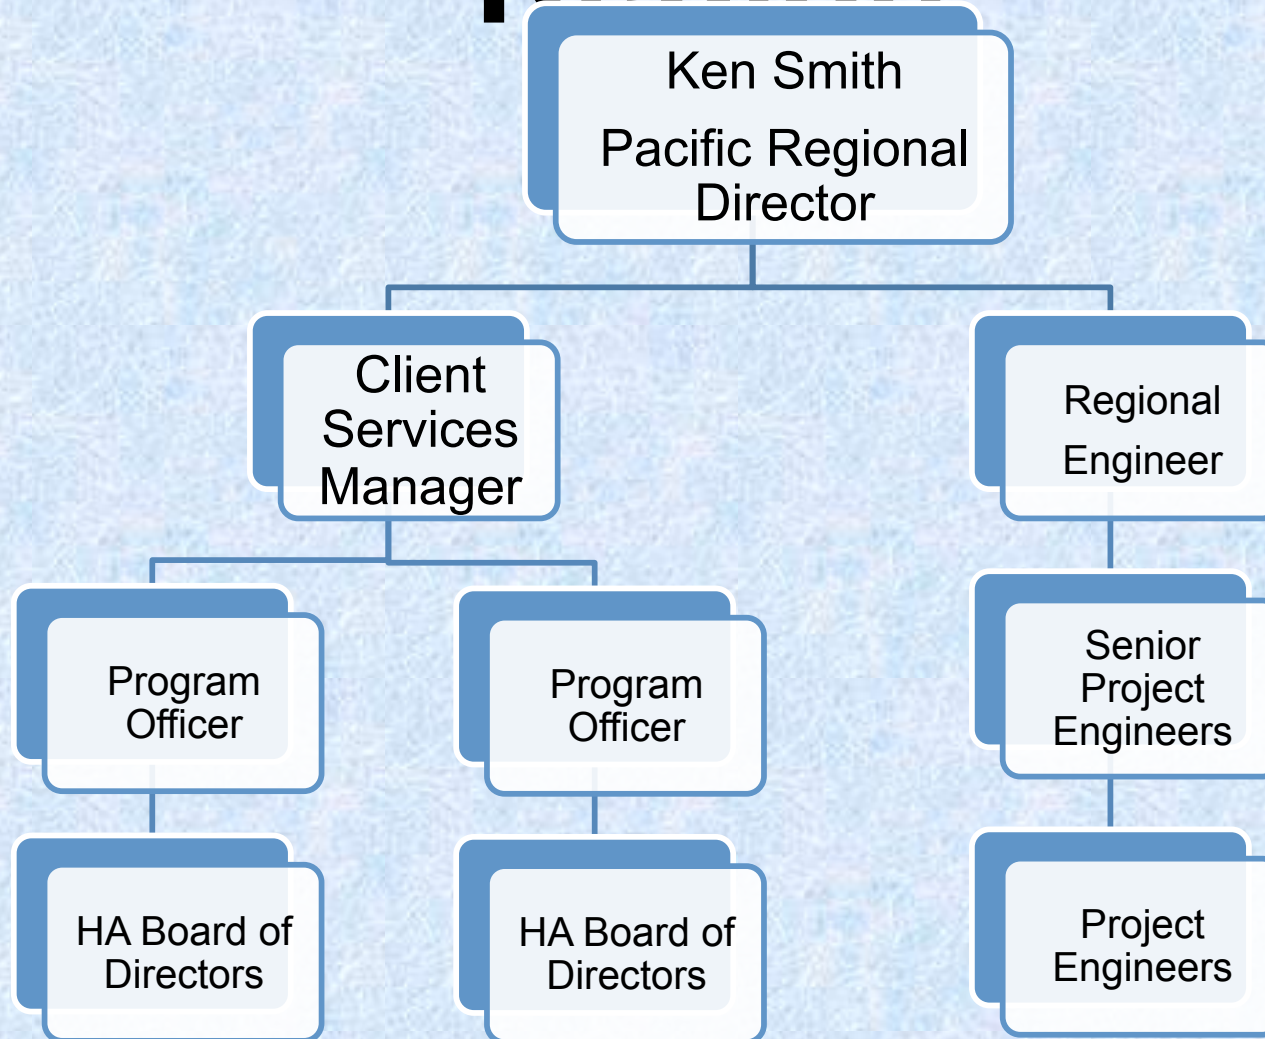 Ken Smith
Pacific Regional
Director
Client
Services
Manager
Regional
Engineer
Program
Officer
Program
Officer
Senior
Project
Engineers
HA Board of
Directors
HA Board of
Directors
Project
Engineers